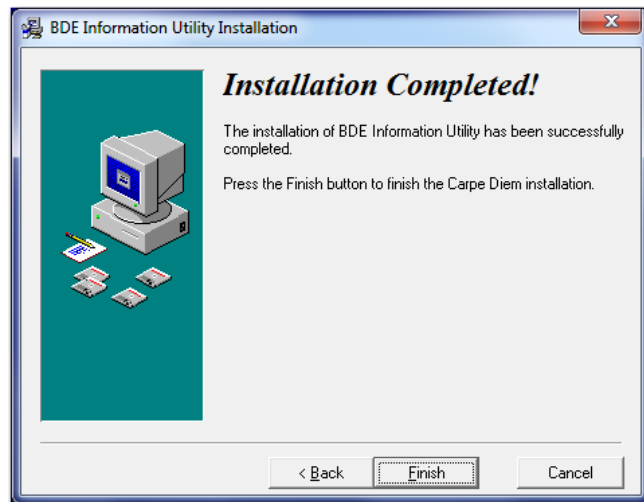 BDE Information Utility Installation
Installation Completed!
The installation of BDE Information Utility has been successfully
completed.
Press the Finish button to finish the Carpe Diem installation.
< Back
Finish
Cancel